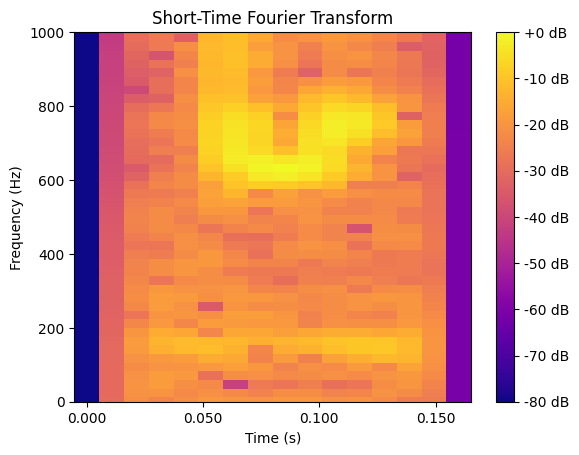 Short-Time Fourier Transform
1000
800
600
400
200
0
Frequency (Hz)
0.000
0.050
0.100
0.150
Time (s)
+0 dB
-10 dB
-20 dB
-30 dB
-40 dB
-50 dB
-60 dB
-70 dB
-80 dB